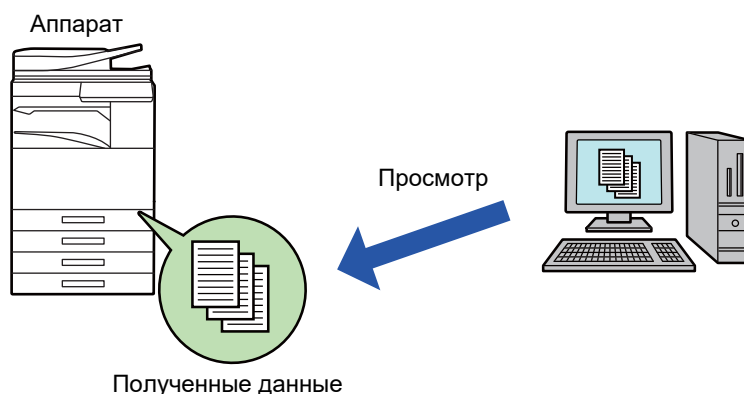 Аппарат
Просмотр
Полученные данные